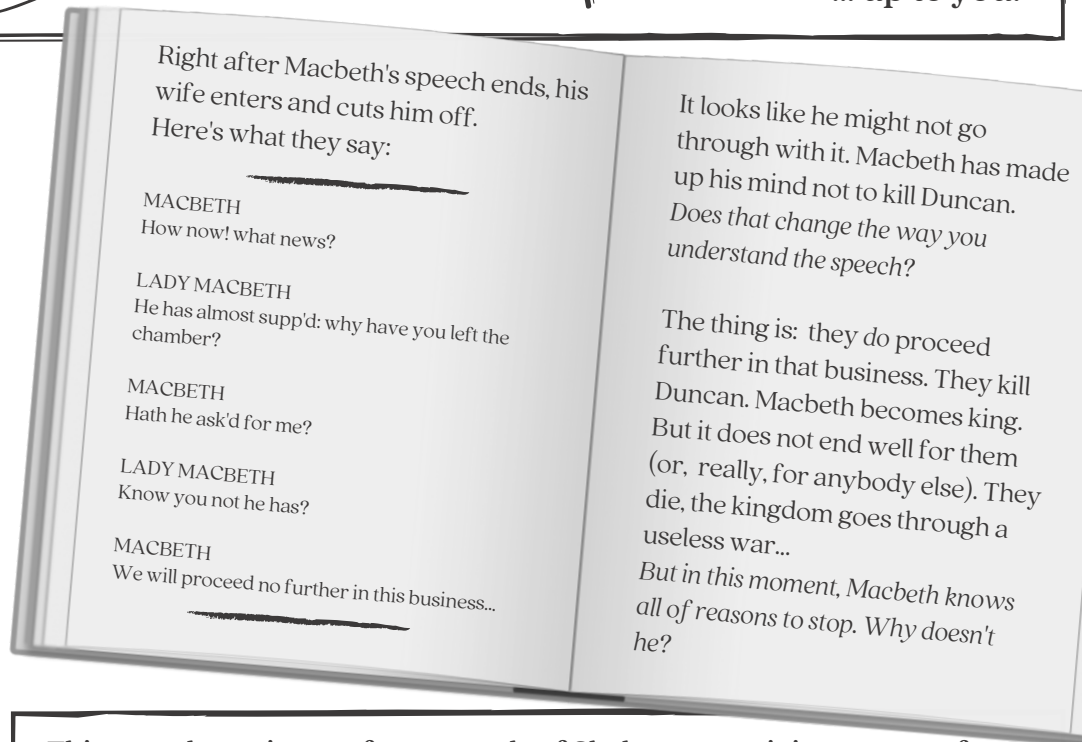 up to you.
Right after Macbeth's speech ends, his
wife enters and cuts him off.
Here's what they say:
MACBETH
How now! what news?
LADY MACBETH
He has almost supp'd: why have you left the
chamber?
MACBETH
Hath he ask'd for me?
LADY MACBETH
Know you not he has?
MACBETH
We will proceed no further in this business...
It looks like he might not go
through with it. Macbeth has made
up his mind not to kill Duncan.
Does that change the way you
understand the speech?
The thing is: they do proceed
further in that business. They kill
Duncan. Macbeth becomes king.
But it does not end well for them
(or, really, for anybody else). They
die, the kingdom goes through a
useless war...
But in this moment, Macbeth knows
all of reasons to stop. Why doesn't
he?